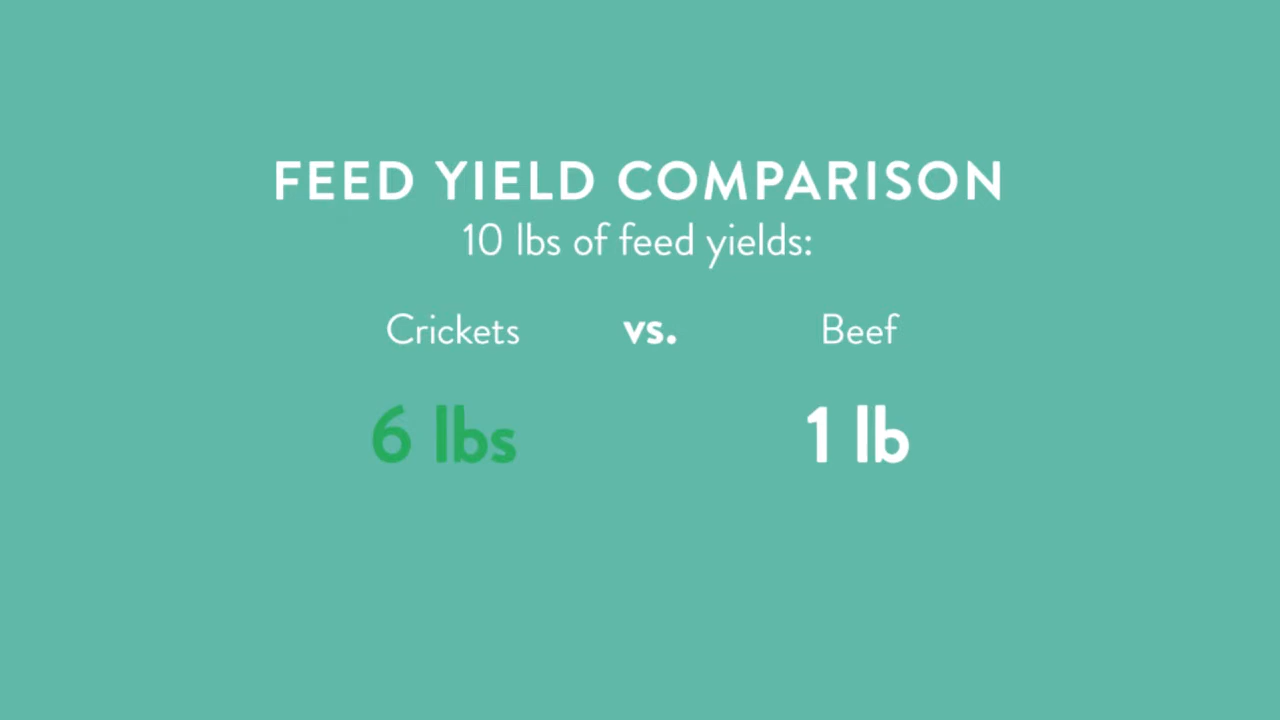 FEED YIELD COMPARISON
10 lbs of feed yields:
Crickets vs. Beef
6 lbs 1 lb